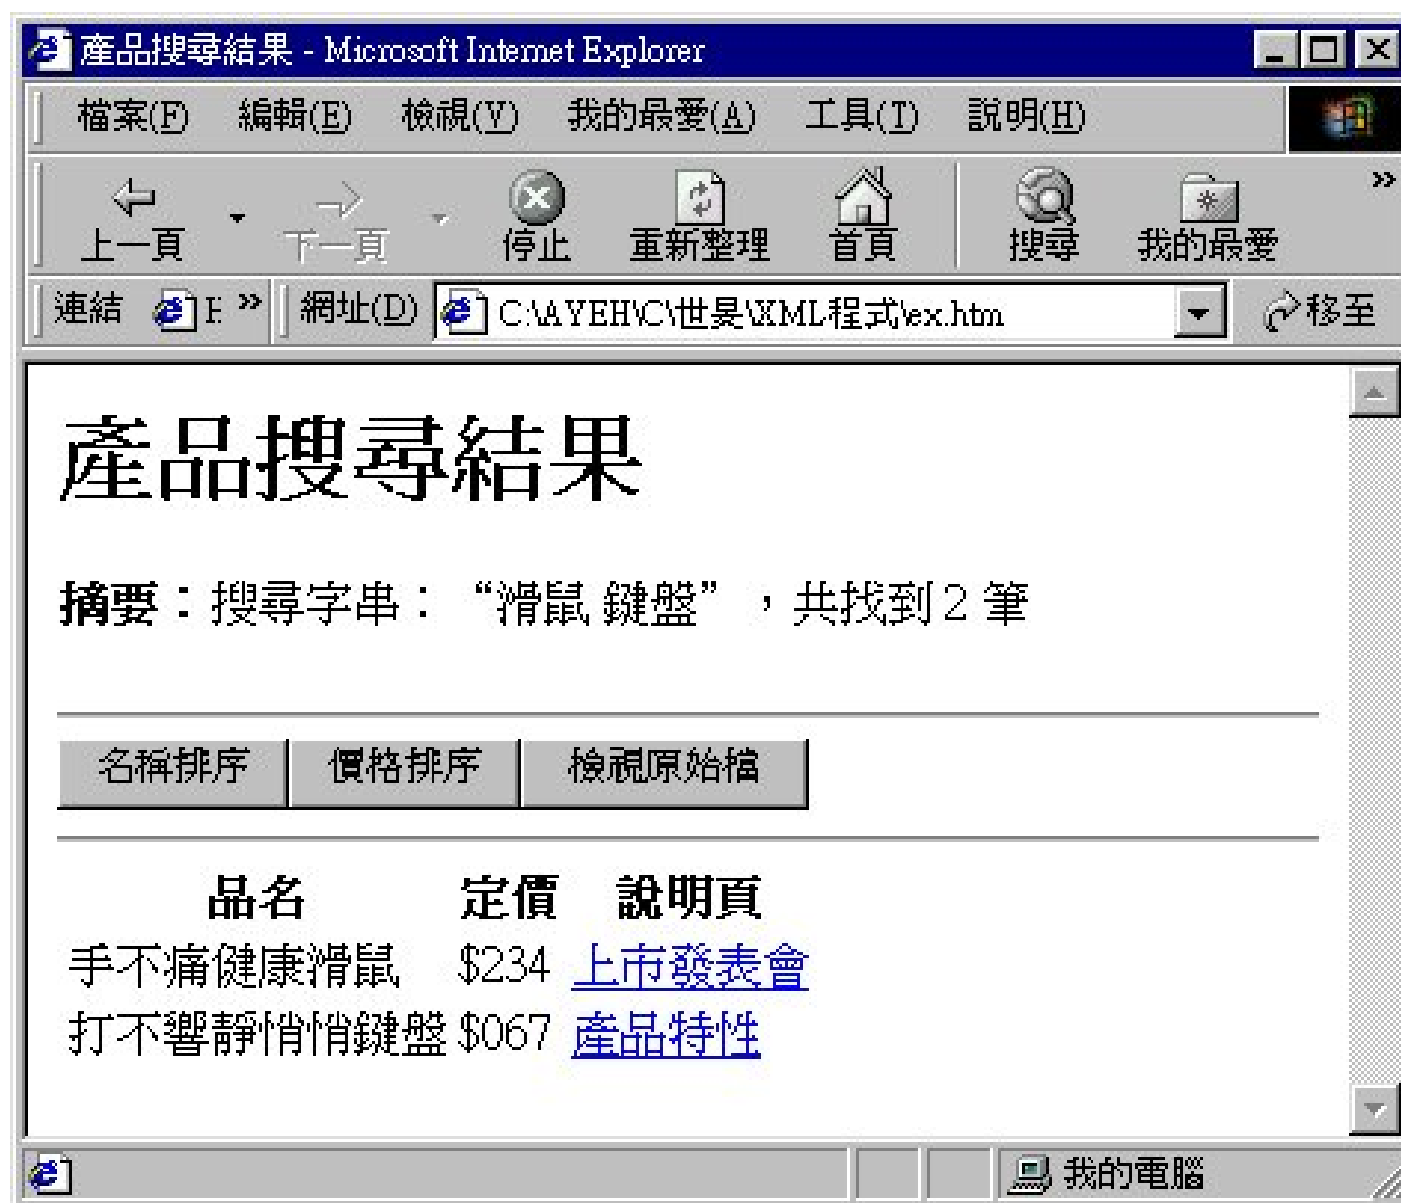 產品搜尋結果 - Microsoft Internet Explorer
檔案(F) 編輯(E) 檢視(V) 我的最愛(A) 工具(T) 說明(H)
上一頁 下一頁 停止 重新整理 首頁 搜尋 我的最愛 »
連結 » 網址(D) C:\AYEH\C\世旻\XML程式\ex.htm 移至
產品搜尋結果
摘要：搜尋字串：“滑鼠 鍵盤”，共找到 2 筆
名稱排序 價格排序 檢視原始檔
品名 定價 說明頁
手不痛健康滑鼠 $234 上市發表會
打不響靜悄悄鍵盤 $067 產品特性
我的電腦